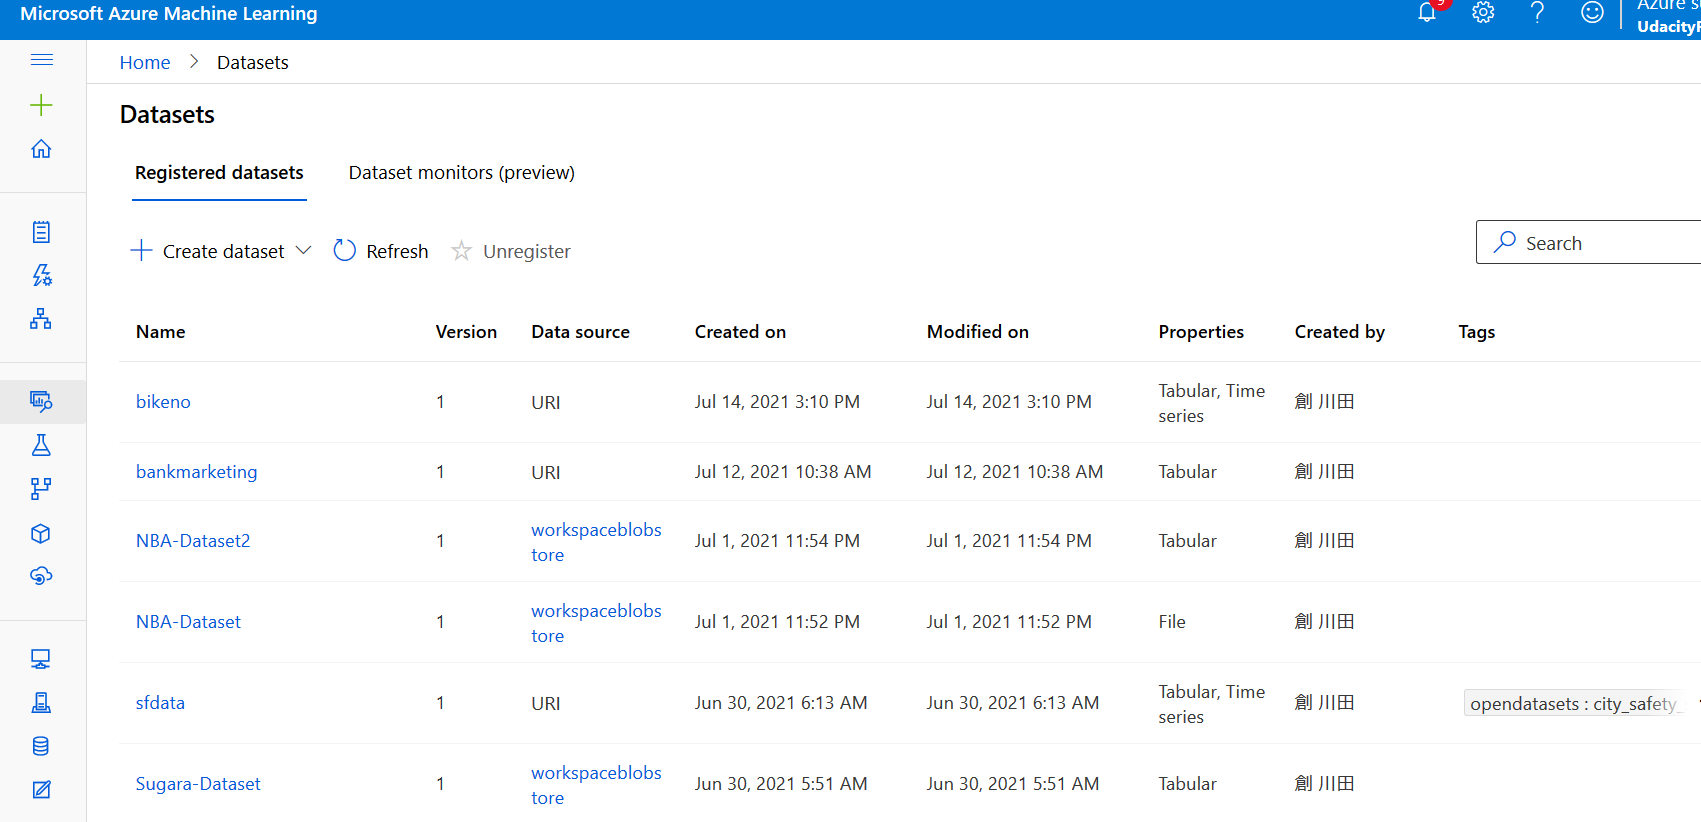 Microsoft Azure Machine Learning
9
Azure s
UdacityP
Home > Datasets
Datasets
Registered datasets Dataset monitors (preview)
Create dataset Refresh Unregister
Search
Name Version Data source Created on Modified on Properties Created by Tags
bikeno 1 URI Jul 14, 2021 3:10 PM Jul 14, 2021 3:10 PM Tabular, Time series 創 川田
bankmarketing 1 URI Jul 12, 2021 10:38 AM Jul 12, 2021 10:38 AM Tabular 創 川田
NBA-Dataset2 1 workspaceblobstore Jul 1, 2021 11:54 PM Jul 1, 2021 11:54 PM Tabular 創 川田
NBA-Dataset 1 workspaceblobstore Jul 1, 2021 11:52 PM Jul 1, 2021 11:52 PM File 創 川田
sfdata 1 URI Jun 30, 2021 6:13 AM Jun 30, 2021 6:13 AM Tabular, Time series 創 川田 opendatasets : city_safety_
Sugara-Dataset 1 workspaceblobstore Jun 30, 2021 5:51 AM Jun 30, 2021 5:51 AM Tabular 創 川田